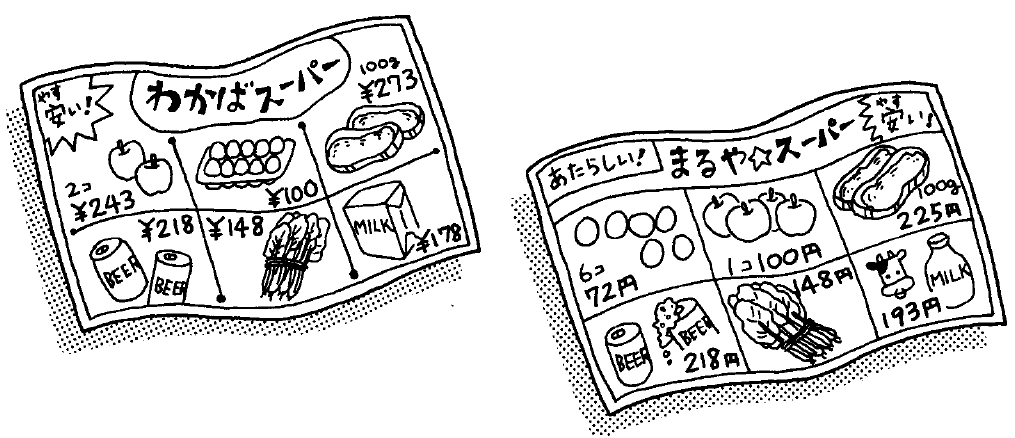 やす
安い!
わかばスーパー
100g
¥273
2コ
¥243
¥100
¥218
BEER
BEER
¥148
MILK
¥178
あたらしい!
まるや☆スーパー
やす
安い!
6コ
72円
1コ100円
100g
225円
BEER
BEER
218円
148円
MILK
193円